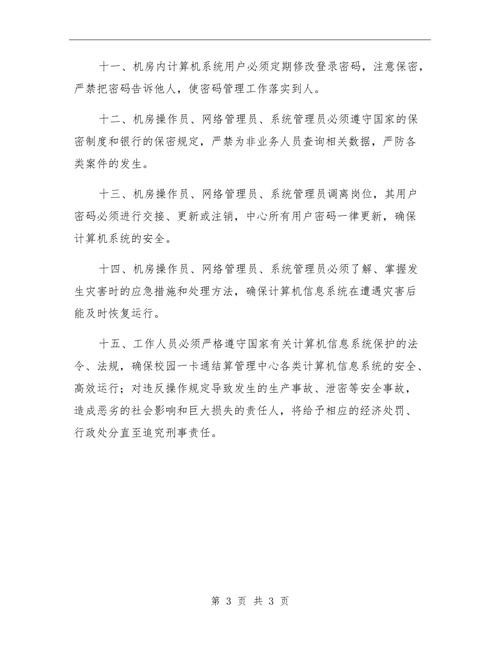 十一、机房内计算机系统用户必须定期修改登录密码，注意保密，
严禁把密码告诉他人，使密码管理工作落实到人。
十二、机房操作员、网络管理员、系统管理员必须遵守国家的保
密制度和银行的保密规定，严禁为非业务人员查询相关数据，严防各
类案件的发生。
十三、机房操作员、网络管理员、系统管理员调离岗位，其用户
密码必须进行交接、更新或注销，中心所有用户密码一律更新，确保
计算机系统的安全。
十四、机房操作员、网络管理员、系统管理员必须了解、掌握发
生灾害时的应急措施和处理方法，确保计算机信息系统在遭遇灾害后
能及时恢复运行。
十五、工作人员必须严格遵守国家有关计算机信息系统保护的法
令、法规，确保校园一卡通结算管理中心各类计算机信息系统的安全、
高效运行；对违反操作规定导致发生的生产事故、泄密等安全事故，
造成恶劣的社会影响和巨大损失的责任人，将给予相应的经济处罚、
行政处分直至追究刑事责任。
第 3 页 共 3 页